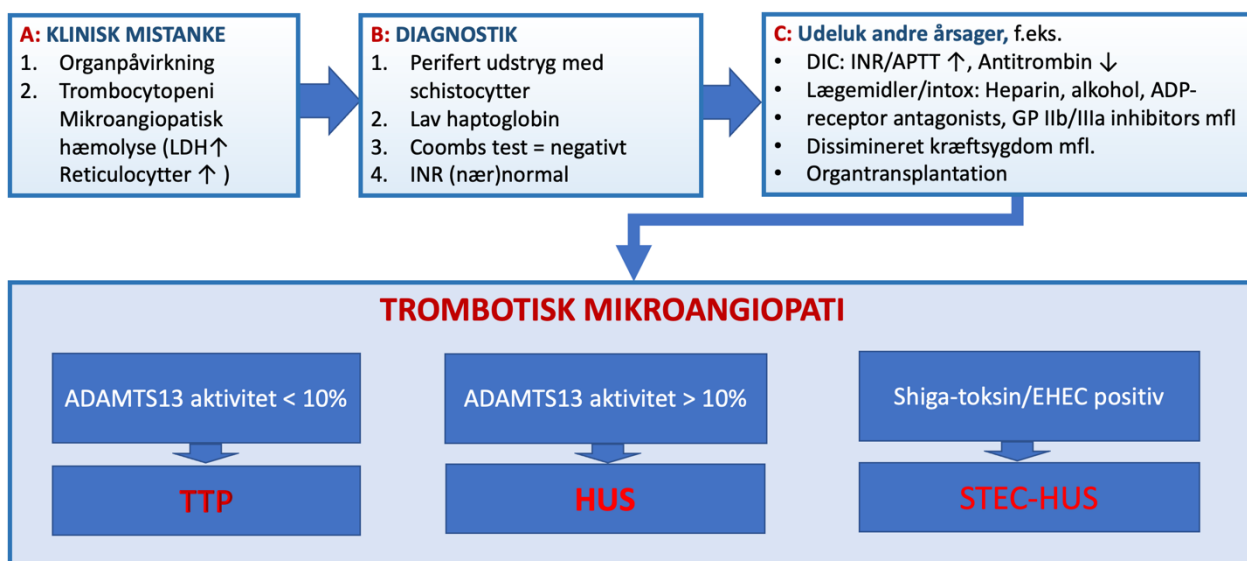 A: KLINISK MISTANKE
1. Organpåvirkning
2. Trombocytopeni
Mikroangiopatisk
hæmolyse (LDH↑
Reticulocytter ↑ )
B: DIAGNOSTIK
1. Perifert udstryg med
schistocytter
2. Lav haptoglobin
3. Coombs test = negativt
4. INR (nær)normal
C: Udeluk andre årsager, f.eks.
• DIC: INR/APTT ↑, Antitrombin ↓
• Lægemidler/intox: Heparin, alkohol, ADP-
• receptor antagonists, GP IIb/IIIa inhibitors mfl
• Dissimineret kræftsygdom mfl.
• Organtransplantation
TROMBOTISK MIKROANGIOPATI
ADAMTS13 aktivitet < 10%
TTP
ADAMTS13 aktivitet > 10%
HUS
Shiga-toksin/EHEC positiv
STEC-HUS